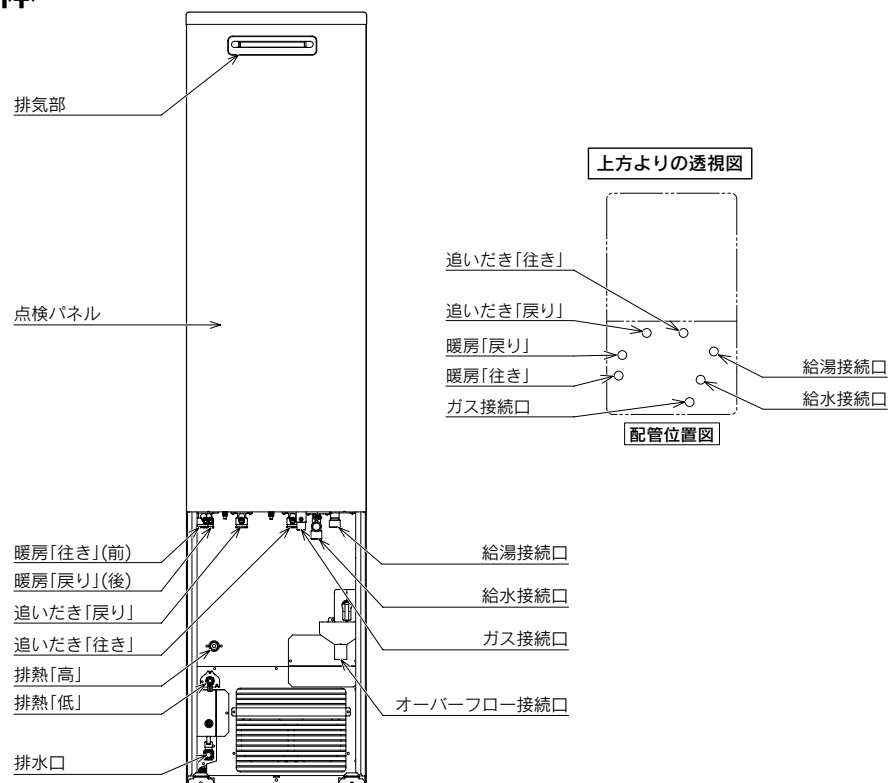 排気部
点検パネル
暖房「往き」(前)
暖房「戻り」(後)
追いだき「戻り」
追いだき「往き」
排熱「高」
排熱「低」
排水口
給湯接続口
給水接続口
ガス接続口
オーバーフロー接続口
上方よりの透視図
追いだき「往き」
追いだき「戻り」
暖房「戻り」
暖房「往き」
ガス接続口
給湯接続口
給水接続口
配管位置図